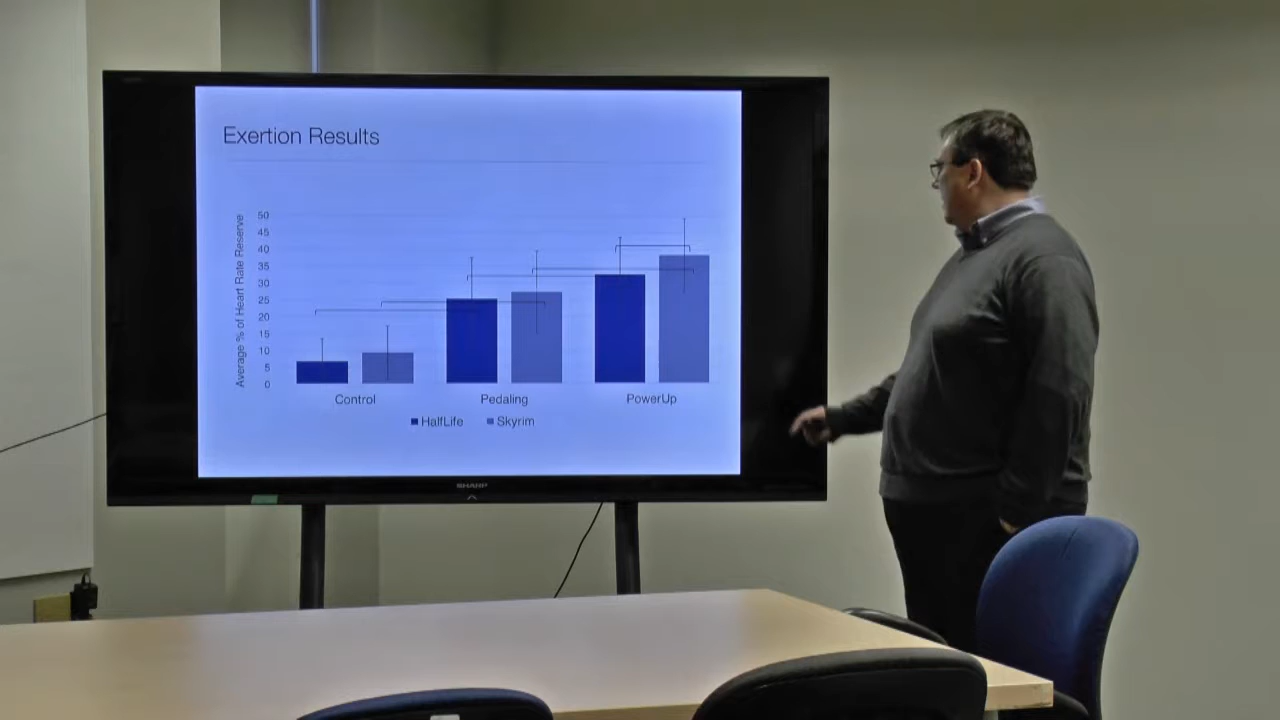 Exertion Results
Average % of Heart Rate Reserve
50
45
40
35
30
25
20
15
10
5
0
Control Pedaling PowerUp
HalfLife Skyrim
SHARP